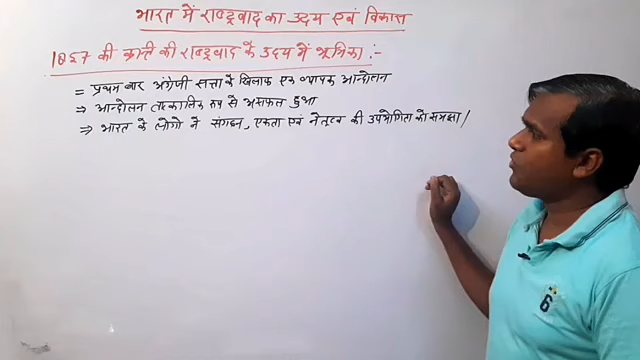 भारत में राष्ट्रवाद का उदय एवं विकास
1857 की क्रान्ति की राष्ट्रवाद के उदय में भूमिका :-
= प्रथम बार अंग्रेजी सत्ता के खिलाफ एक व्यापक आन्दोलन
⇒ आन्दोलन तात्कालिक रूप से असफल हुआ
⇒ भारत के लोगो ने संगठन, एकता एवं नेतृत्व की उपयोगिता को समझा /
6